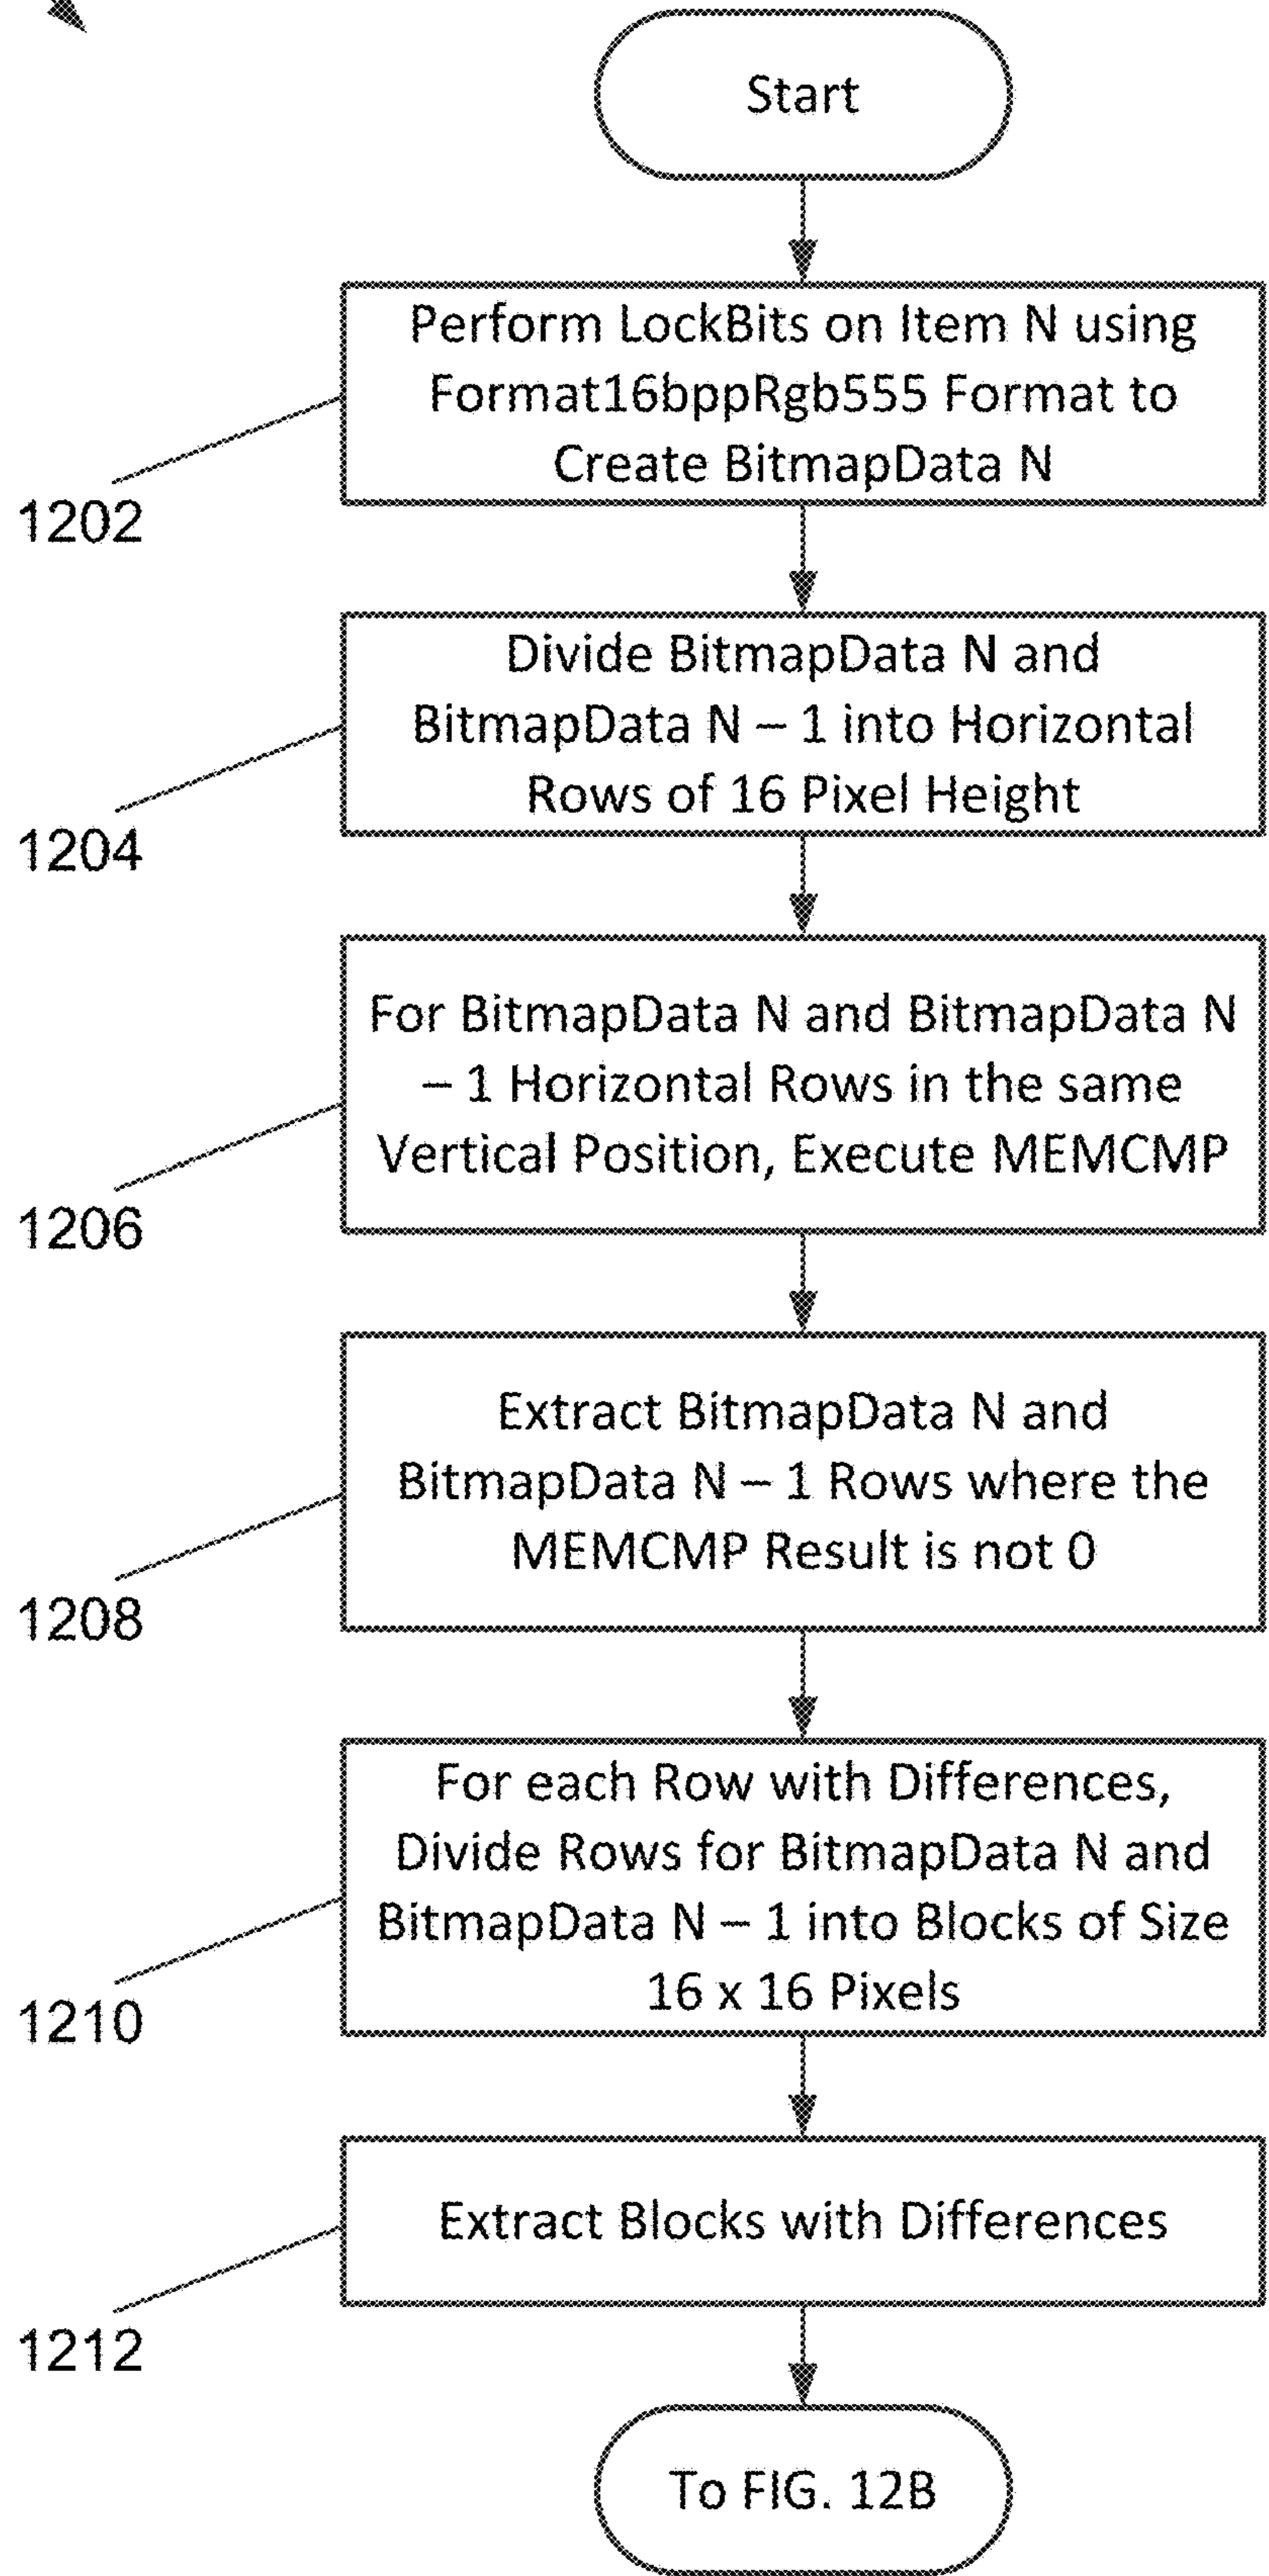 Start
Perform LockBits on Item N using
Format16bppRgb555 Format to
Create BitmapData N
1202
Divide BitmapData N and
BitmapData N – 1 into Horizontal
Rows of 16 Pixel Height
1204
For BitmapData N and BitmapData N
– 1 Horizontal Rows in the same
Vertical Position, Execute MEMCMP
1206
Extract BitmapData N and
BitmapData N – 1 Rows where the
MEMCMP Result is not 0
1208
For each Row with Differences,
Divide Rows for BitmapData N and
BitmapData N – 1 into Blocks of Size
16 x 16 Pixels
1210
Extract Blocks with Differences
1212
To FIG. 12B